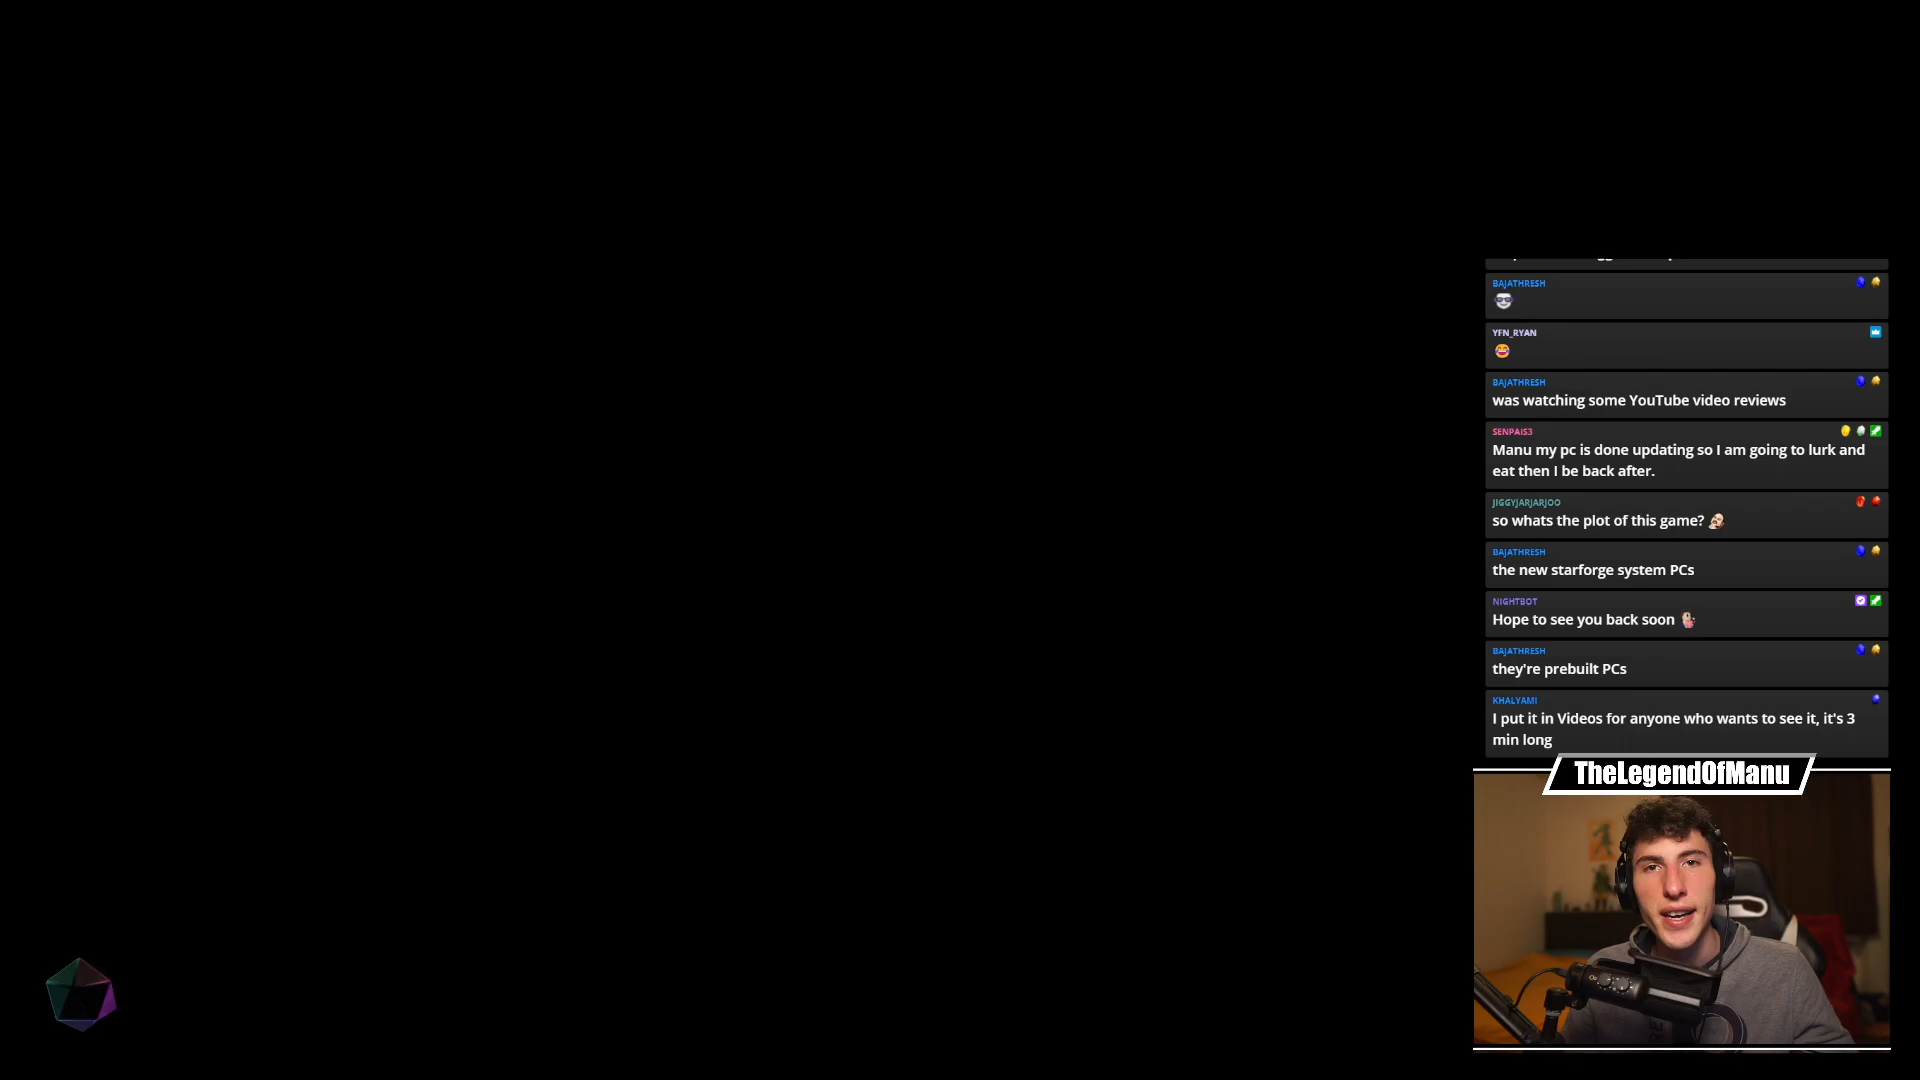 BAJATHRESH
YFN_RYAN
BAJATHRESH
was watching some YouTube video reviews
SENPAIS3
Manu my pc is done updating so I am going to lurk and
eat then I be back after.
JIGGYJARJARJOO
so whats the plot of this game?
BAJATHRESH
the new starforge system PCs
NIGHTBOT
Hope to see you back soon
BAJATHRESH
they're prebuilt PCs
KHALYAMI
I put it in Videos for anyone who wants to see it, it's 3
min long
TheLegendOfManu